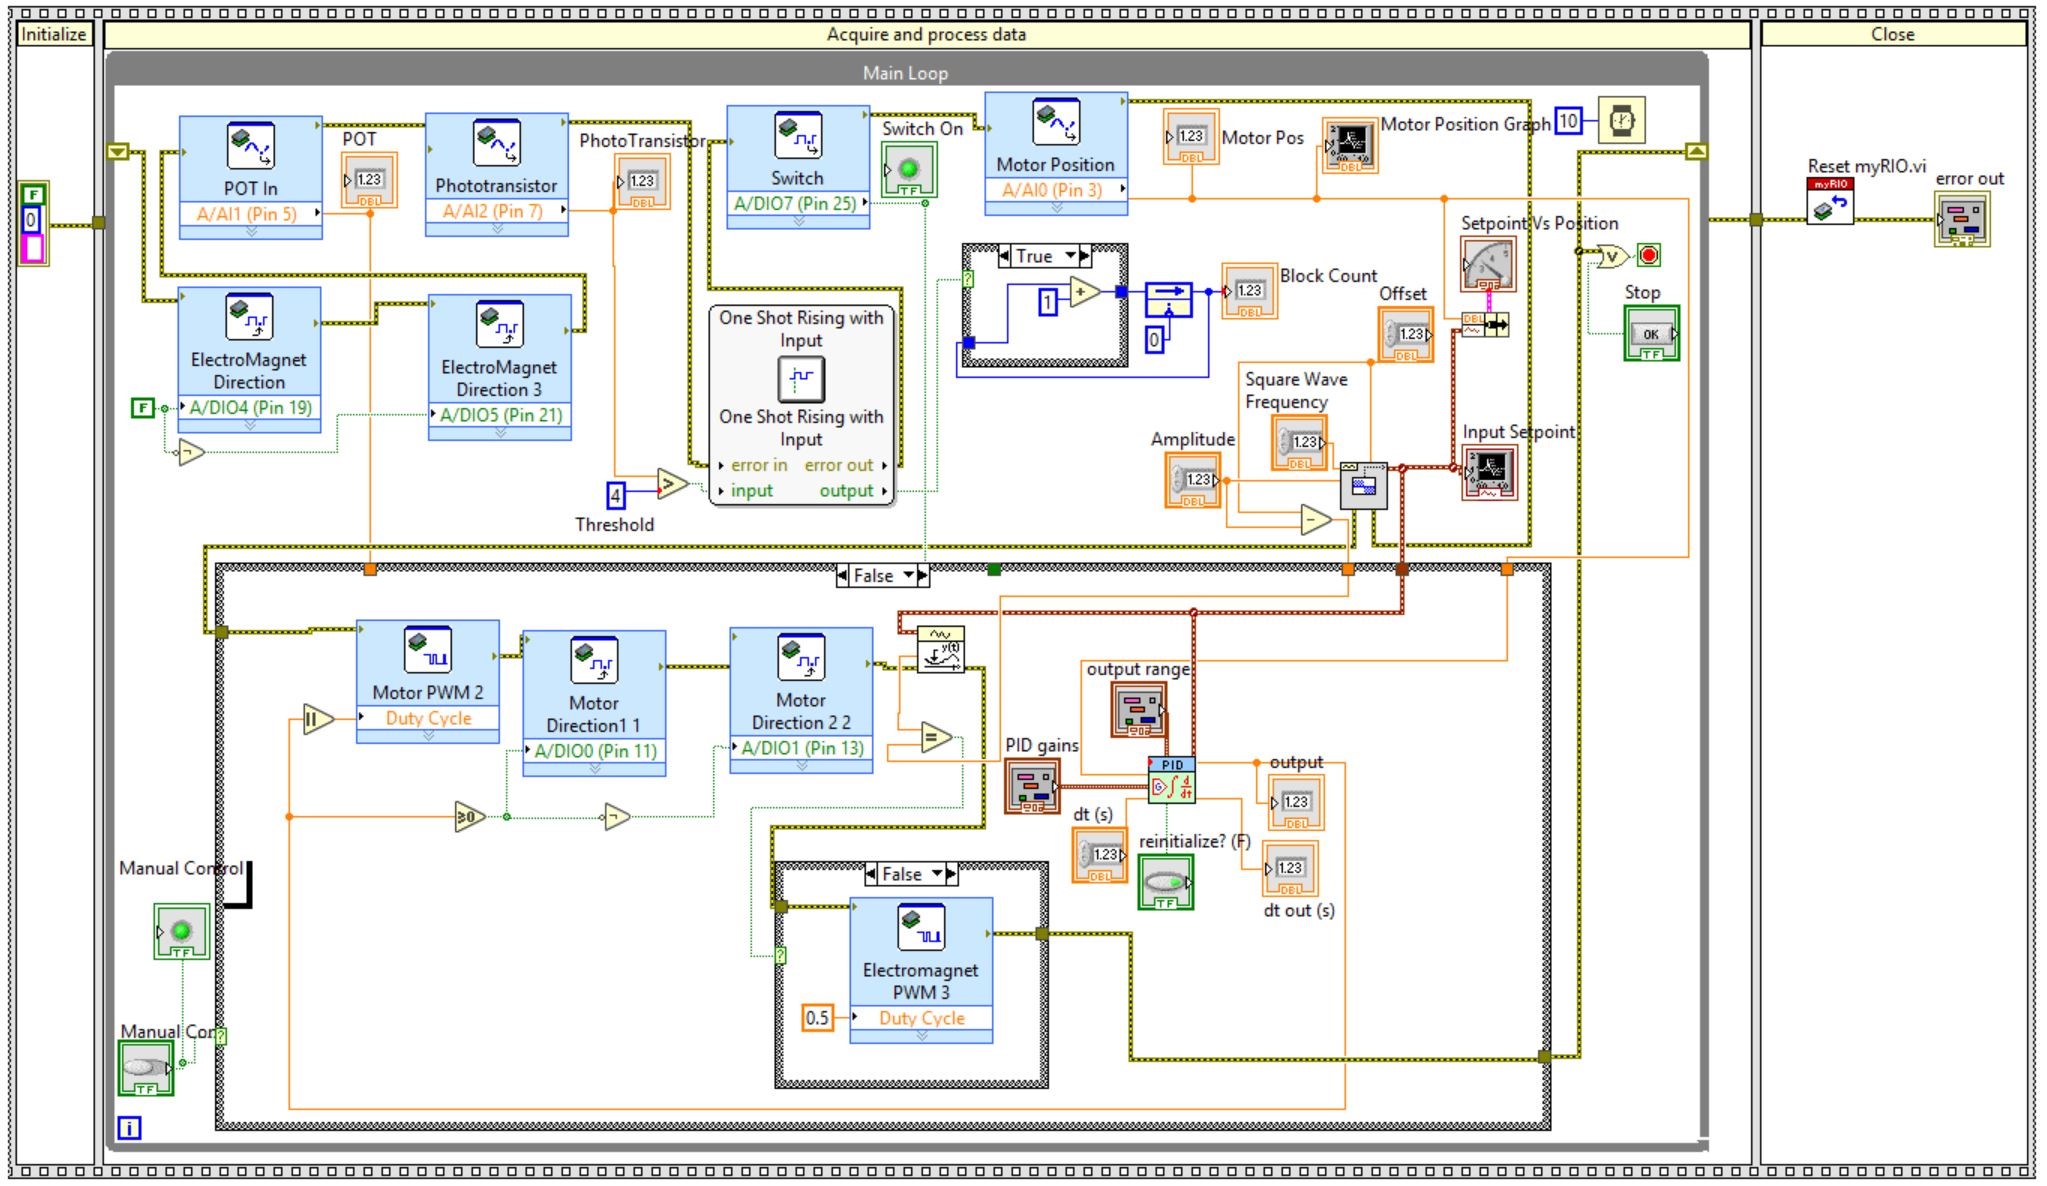 Initialize
Acquire and process data
Close
Main Loop
F
0
POT In
A/AI1 (Pin 5)
POT
1.23
DBL
Phototransistor
A/AI2 (Pin 7)
PhotoTransistor
1.23
DBL
Switch
A/DIO7 (Pin 25)
Switch On
TF
Motor Position
A/AI0 (Pin 3)
1.23
DBL
Motor Pos
Motor Position Graph
DBL
10
Reset myRIO.vi
myRIO
error out
ElectroMagnet
Direction
A/DIO4 (Pin 19)
F
ElectroMagnet
Direction 3
A/DIO5 (Pin 21)
One Shot Rising with
Input
One Shot Rising with
Input
error in
error out
input
output
4
Threshold
True
1
0
1.23
DBL
Block Count
Setpoint Vs Position
Offset
1.23
DBL
DBL
Stop
OK
TF
Square Wave
Frequency
1.23
DBL
Amplitude
1.23
DBL
Input Setpoint
False
Motor PWM 2
Duty Cycle
Motor
Direction1 1
A/DIO0 (Pin 11)
Motor
Direction 2 2
A/DIO1 (Pin 13)
y(t)
=
≥0
output range
PID gains
PID
output
1.23
DBL
dt (s)
1.23
DBL
reinitialize? (F)
TF
1.23
DBL
dt out (s)
Manual Control
TF
Manual Con
TF
False
Electromagnet
PWM 3
Duty Cycle
0.5
i